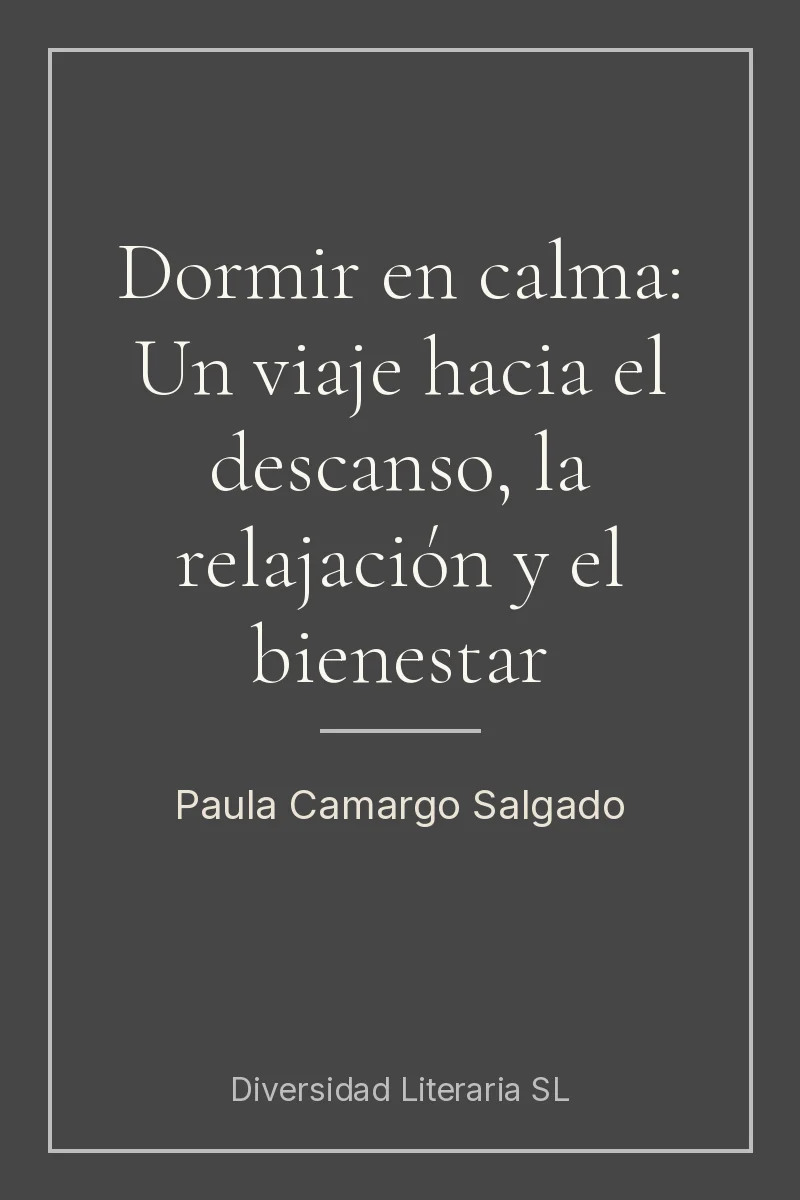 Dormir en calma:
Un viaje hacia el
descanso, la
relajación y el
bienestar
Paula Camargo Salgado
Diversidad Literaria SL